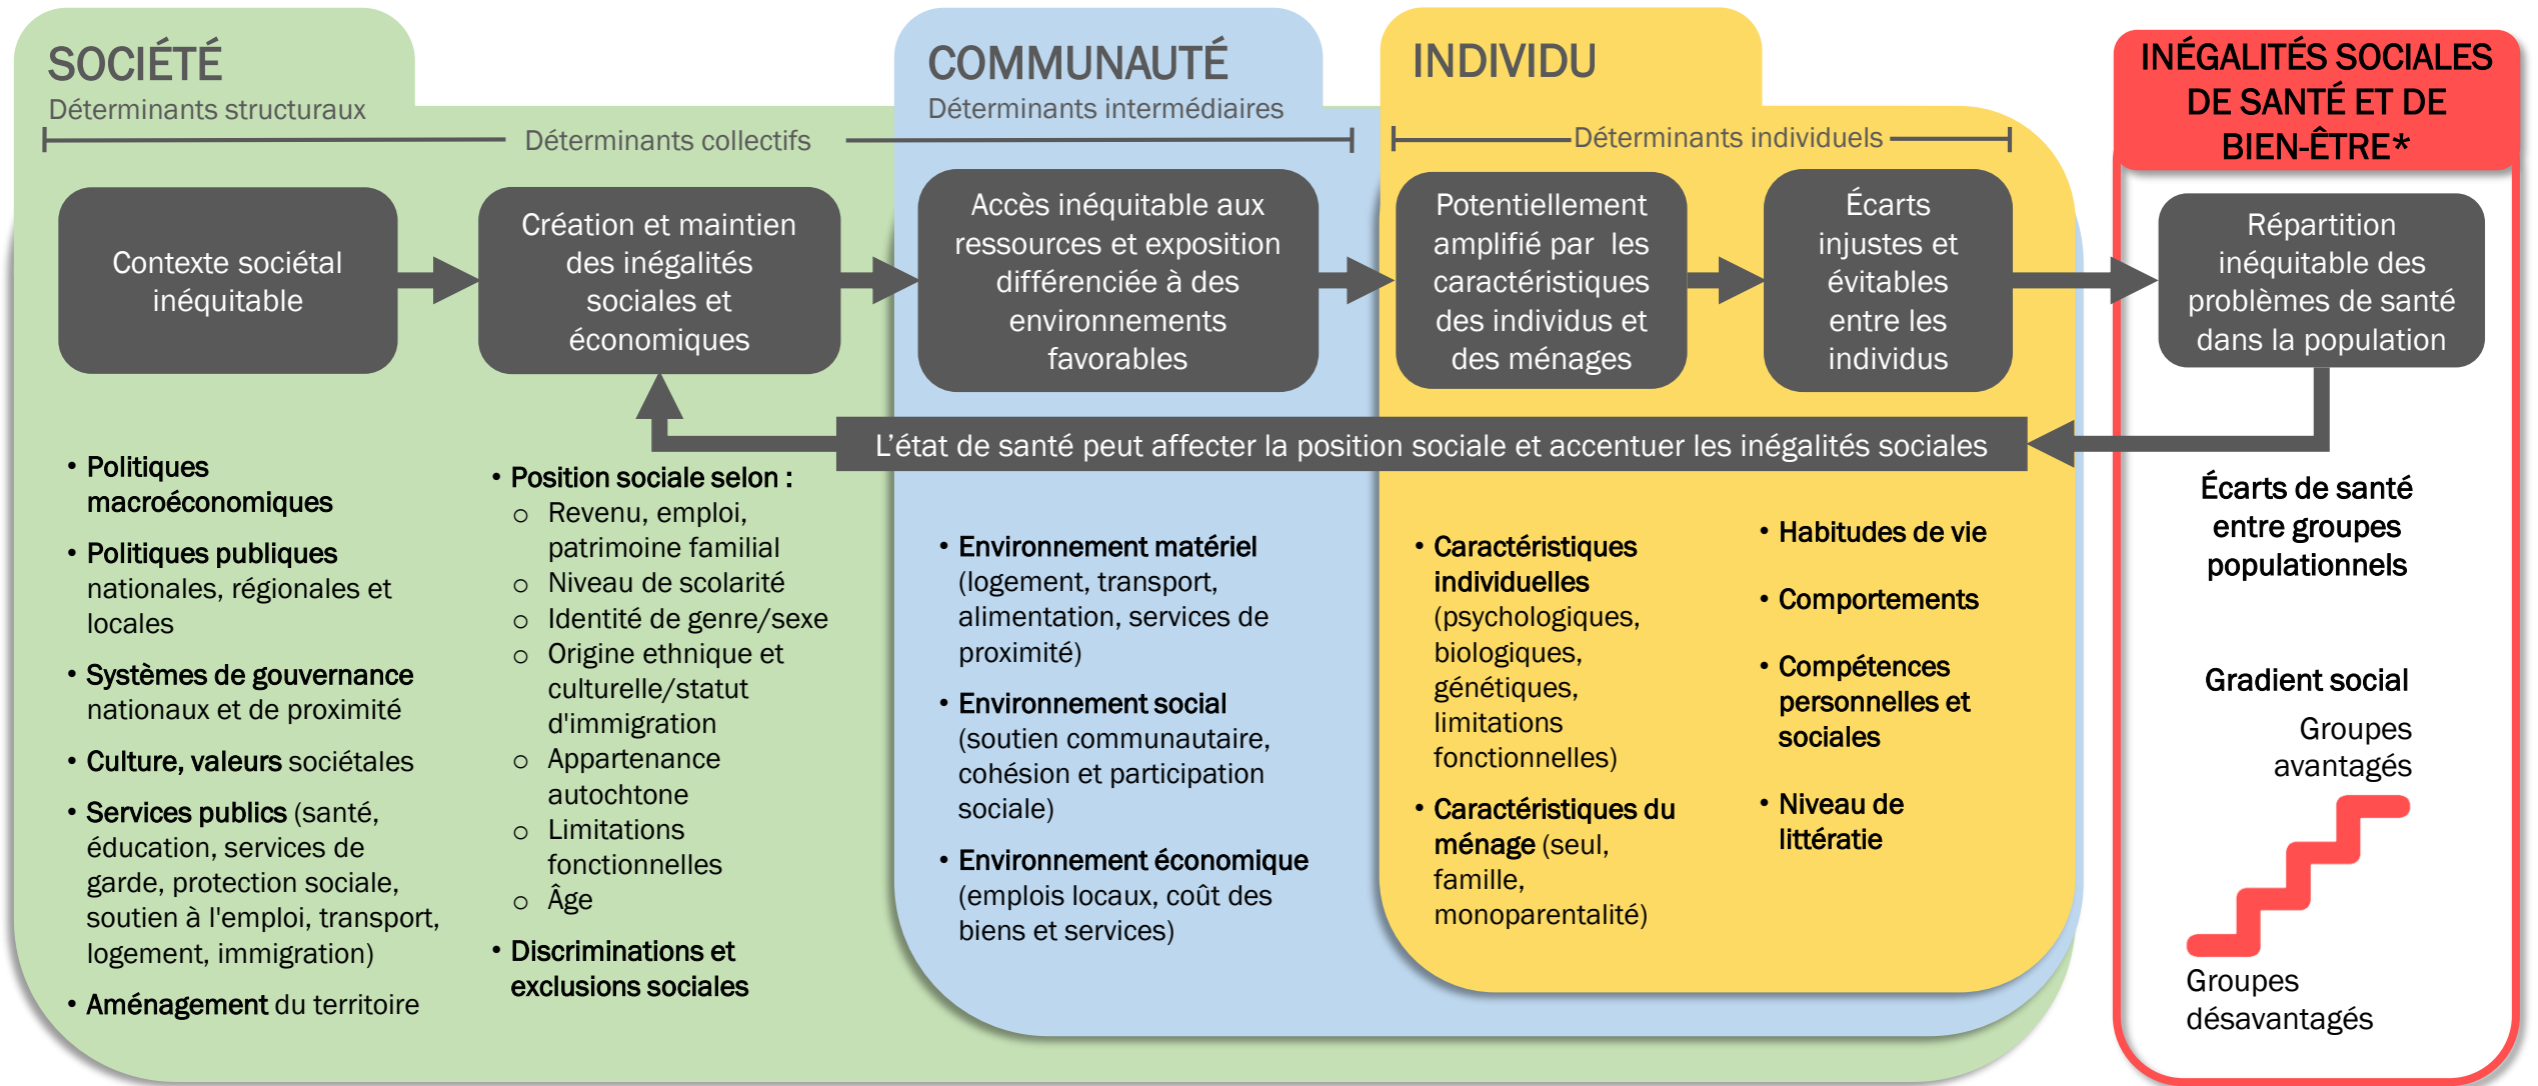 SOCIÉTÉ
Déterminants structuraux
Déterminants collectifs
Contexte sociétal
inéquitable
Création et maintien
des inégalités
sociales et
économiques
• Politiques
macroéconomiques
• Politiques publiques
nationales, régionales et
locales
• Systèmes de gouvernance
nationaux et de proximité
• Culture, valeurs sociétales
• Services publics (santé,
éducation, services de
garde, protection sociale,
soutien à l'emploi, transport,
logement, immigration)
• Aménagement du territoire
• Position sociale selon :
o Revenu, emploi,
patrimoine familial
o Niveau de scolarité
o Identité de genre/sexe
o Origine ethnique et
culturelle/statut
d'immigration
o Appartenance
autochtone
o Limitations
fonctionnelles
o Âge
• Discriminations et
exclusions sociales
COMMUNAUTÉ
Déterminants intermédiaires
Accès inéquitable aux
ressources et exposition
différenciée à des
environnements
favorables
L'état de santé peut affecter la position sociale et accentuer les inégalités sociales
• Environnement matériel
(logement, transport,
alimentation, services de
proximité)
• Environnement social
(soutien communautaire,
cohésion et participation
sociale)
• Environnement économique
(emplois locaux, coût des
biens et services)
INDIVIDU
Déterminants individuels
Potentiellement
amplifié par les
caractéristiques
des individus et
des ménages
Écarts
injustes et
évitables
entre les
individus
• Caractéristiques
individuelles
(psychologiques,
biologiques,
génétiques,
limitations
fonctionnelles)
• Caractéristiques du
ménage (seul,
famille,
monoparentalité)
• Habitudes de vie
• Comportements
• Compétences
personnelles et
sociales
• Niveau de
littératie
INÉGALITÉS SOCIALES
DE SANTÉ ET DE
BIEN-ÊTRE*
Répartition
inéquitable des
problèmes de santé
dans la population
Écarts de santé
entre groupes
populationnels
Gradient social
Groupes
avantagés
Groupes
désavantagés